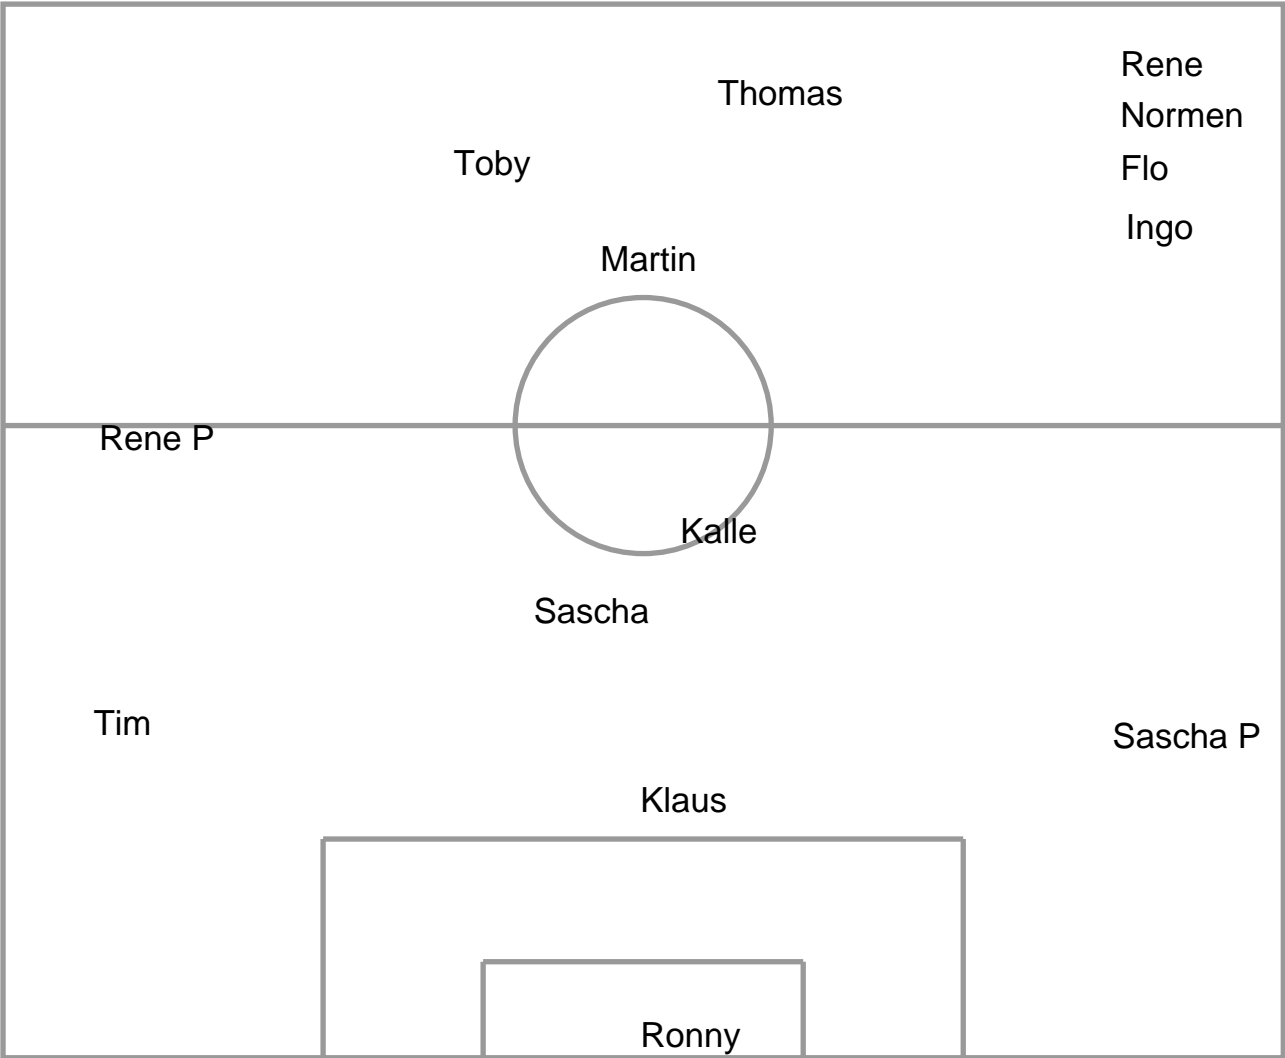 Rene
Thomas
Normen
Toby
Flo
Ingo
Martin
Rene P
Kalle
Sascha
Tim
Sascha P
Klaus
Ronny